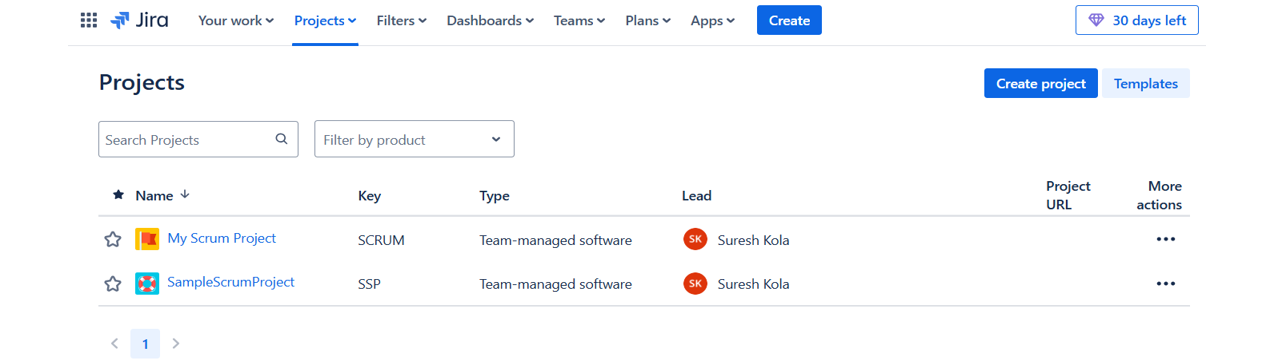 Jira Your work Projects Filters Dashboards Teams Plans Apps Create 30 days left
Projects Create project Templates
Search Projects Filter by product
Name Key Type Lead Project URL More actions
My Scrum Project SCRUM Team-managed software SK Suresh Kola
SampleScrumProject SSP Team-managed software SK Suresh Kola
1